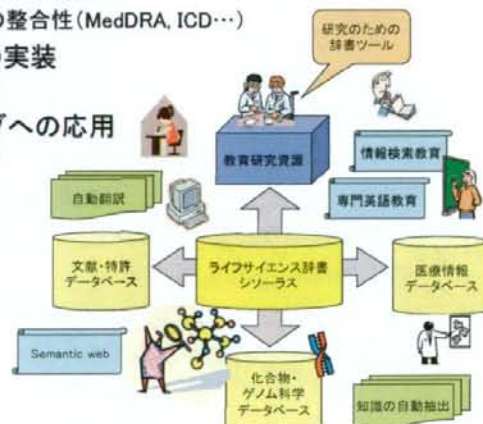 の整合性(MedDRA, ICD…)
の実装
グへの応用
研究のための
辞書ツール
教育研究資源
情報検索教育
専門英語教育
自動翻訳
文献・特許
データベース
ライフサイエンス辞書
シソーラス
医療情報
データベース
Semantic web
化合物・
ゲノム科学
データベース
知識の自動抽出